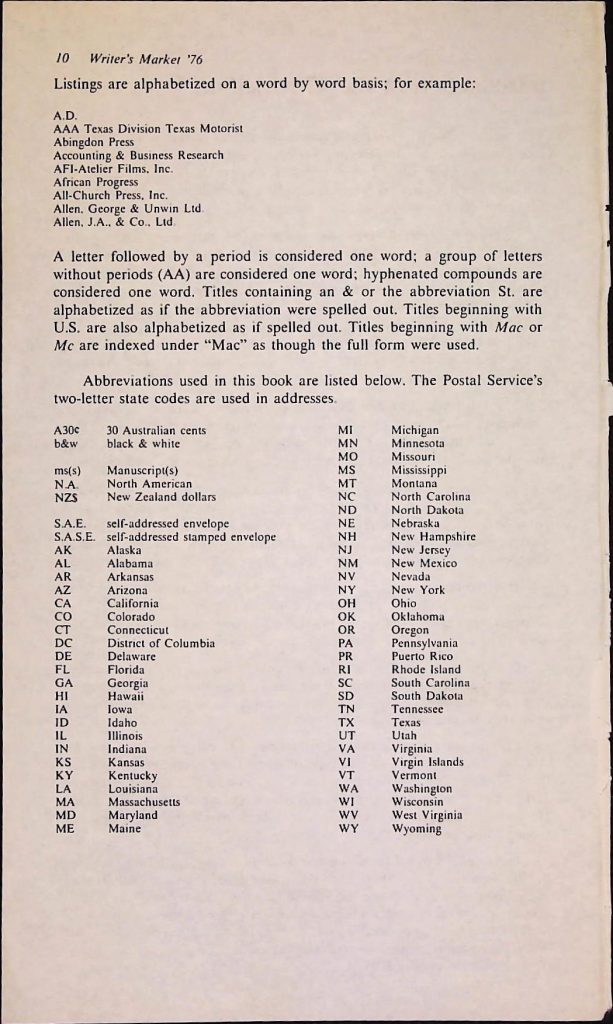 10 Writer's Market '76
Listings are alphabetized on a word by word basis; for example:
A.D.
AAA Texas Division Texas Motorist
Abingdon Press
Accounting & Business Research
AFI-Atelier Films, Inc.
African Progress
All-Church Press, Inc.
Allen, George & Unwin Ltd.
Allen, J.A., & Co., Ltd.
A letter followed by a period is considered one word; a group of letters
without periods (AA) are considered one word; hyphenated compounds are
considered one word. Titles containing an & or the abbreviation St. are
alphabetized as if the abbreviation were spelled out. Titles beginning with
U.S. are also alphabetized as if spelled out. Titles beginning with Mac or
Mc are indexed under "Mac" as though the full form were used.
Abbreviations used in this book are listed below. The Postal Service's
two-letter state codes are used in addresses.
A30¢ 30 Australian cents
b&w black & white
ms(s) Manuscript(s)
N.A. North American
NZ$ New Zealand dollars
S.A.E. self-addressed envelope
S.A.S.E. self-addressed stamped envelope
AK Alaska
AL Alabama
AR Arkansas
AZ Arizona
CA California
CO Colorado
CT Connecticut
DC District of Columbia
DE Delaware
FL Florida
GA Georgia
HI Hawaii
IA Iowa
ID Idaho
IL Illinois
IN Indiana
KS Kansas
KY Kentucky
LA Louisiana
MA Massachusetts
MD Maryland
ME Maine
MI Michigan
MN Minnesota
MO Missouri
MS Mississippi
MT Montana
NC North Carolina
ND North Dakota
NE Nebraska
NH New Hampshire
NJ New Jersey
NM New Mexico
NV Nevada
NY New York
OH Ohio
OK Oklahoma
OR Oregon
PA Pennsylvania
PR Puerto Rico
RI Rhode Island
SC South Carolina
SD South Dakota
TN Tennessee
TX Texas
UT Utah
VA Virginia
VI Virgin Islands
VT Vermont
WA Washington
WI Wisconsin
WV West Virginia
WY Wyoming